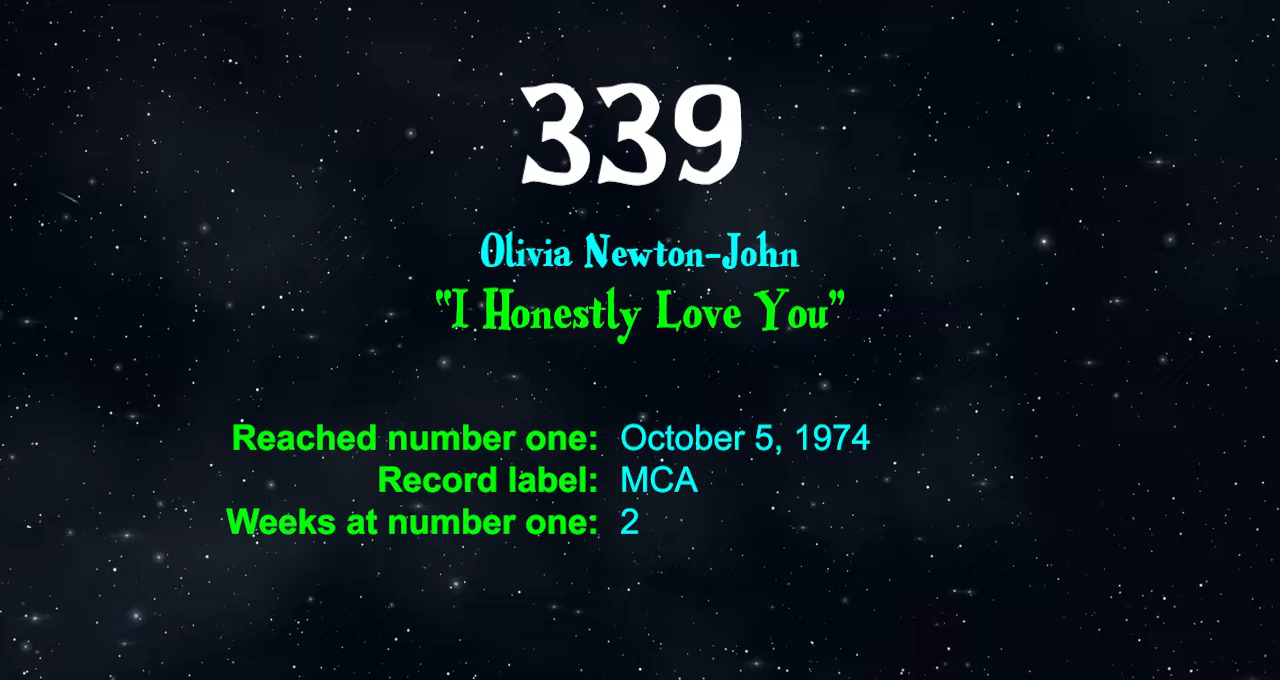 339
Olivia Newton-John
"I Honestly Love You"
Reached number one: October 5, 1974
Record label: MCA
Weeks at number one: 2